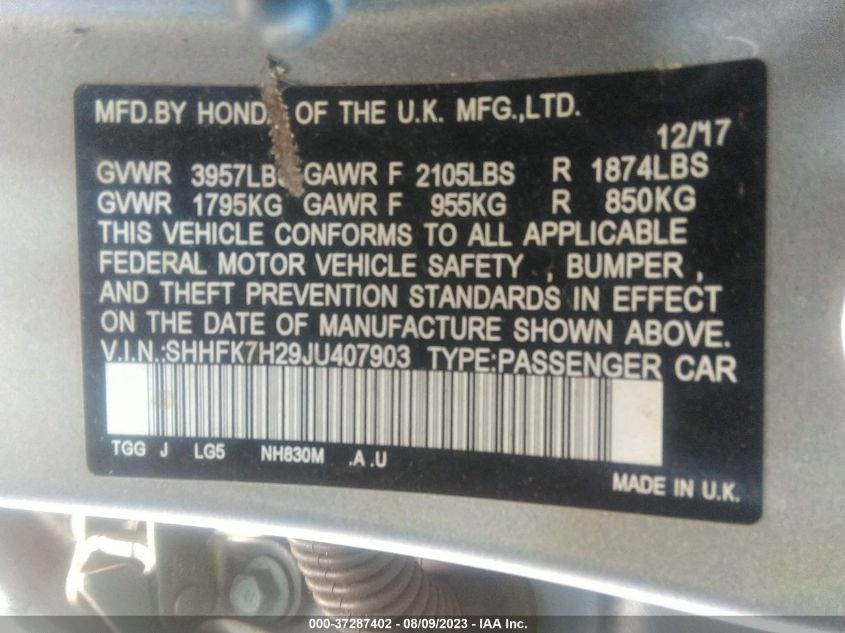 MFD.BY HOND OF THE U.K. MFG.,LTD.
12/17
GVWR 3957LB GAWR F 2105LBS R 1874LBS
GVWR 1795KG GAWR F 955KG R 850KG
THIS VEHICLE CONFORMS TO ALL APPLICABLE
FEDERAL MOTOR VEHICLE SAFETY , BUMPER ,
AND THEFT PREVENTION STANDARDS IN EFFECT
ON THE DATE OF MANUFACTURE SHOWN ABOVE.
V.I.N.:SHHFK7H29JU407903 TYPE:PASSENGER CAR
TGG J LG5 NH830M .A .U
MADE IN U.K.
000-37287402 - 08/09/2023 - IAA Inc.